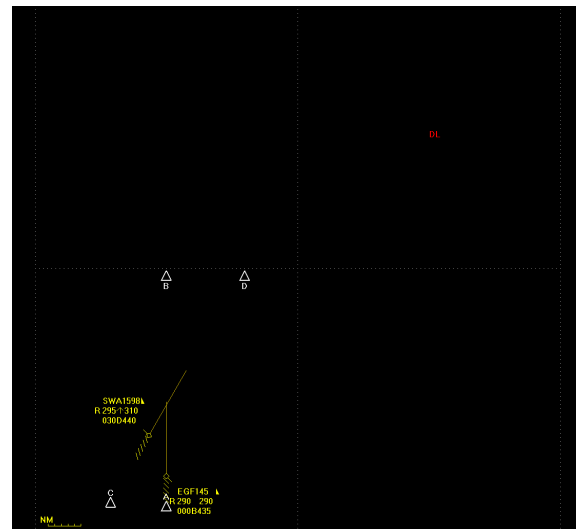 DL
B
D
SWA1598
R 295↑310
030D440
C
A
EGF145
R 290 290
000B435
NM